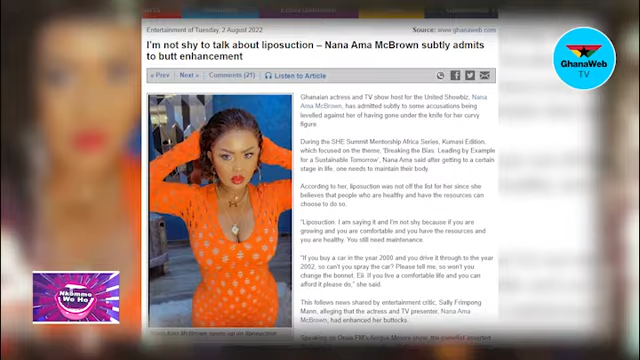 Entertainment of Tuesday, 2 August 2022
Source: www.ghanaweb.com
I'm not shy to talk about liposuction – Nana Ama McBrown subtly admits
to butt enhancement
« Prev
Next »
Comments (21)
Listen to Article
GhanaWeb
TV
Ghanaian actress and TV show host for the United Showbiz, Nana
Ama McBrown, has admitted subtly to some accusations being
levelled against her of having gone under the knife for her curvy
figure.
During the SHE Summit Mentorship Africa Series, Kumasi Edition,
which focused on the theme, 'Breaking the Bias: Leading by Example
for a Sustainable Tomorrow', Nana Ama said after getting to a certain
stage in life, one needs to maintain their body.
According to her, liposuction was not off the list for her since she
believes that people who are healthy and have the resources can
choose to do so.
"Liposuction. I am saying it and I'm not shy because if you are
growing and you are comfortable and you have the resources and
you are healthy. You still need maintenance.
"If you buy a car in the year 2000 and you drive it through to the year
2002, so can't you spray the car? Please tell me, so won't you
change the bonnet, Eii. If you live a comfortable life and you can
afford it please do," she said.
This follows news shared by entertainment critic, Sally Frimpong
Mann, alleging that the actress and TV presenter, Nana Ama
McBrown, had enhanced her buttocks.
Nkɔmmɔ
Wo Ho